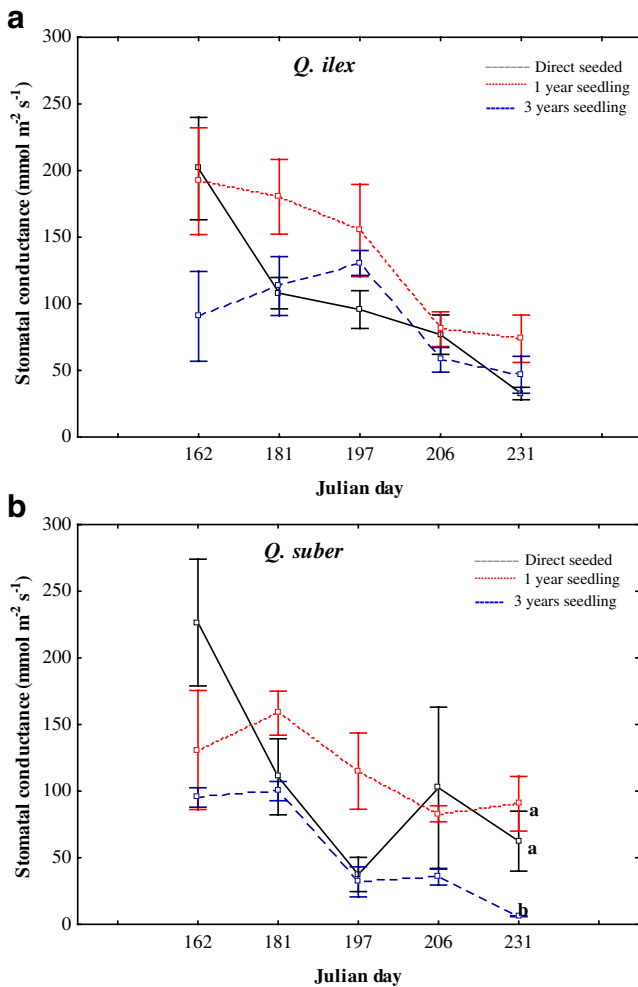 a
Q. ilex
Direct seeded
1 year seedling
3 years seedling
Stomatal conductance (mmol m⁻² s⁻¹)
300
250
200
150
100
50
0
162 181 197 206 231
Julian day
b
Q. suber
Direct seeded
1 year seedling
3 years seedling
Stomatal conductance (mmol m⁻² s⁻¹)
300
250
200
150
100
50
0
a
a
b
162 181 197 206 231
Julian day